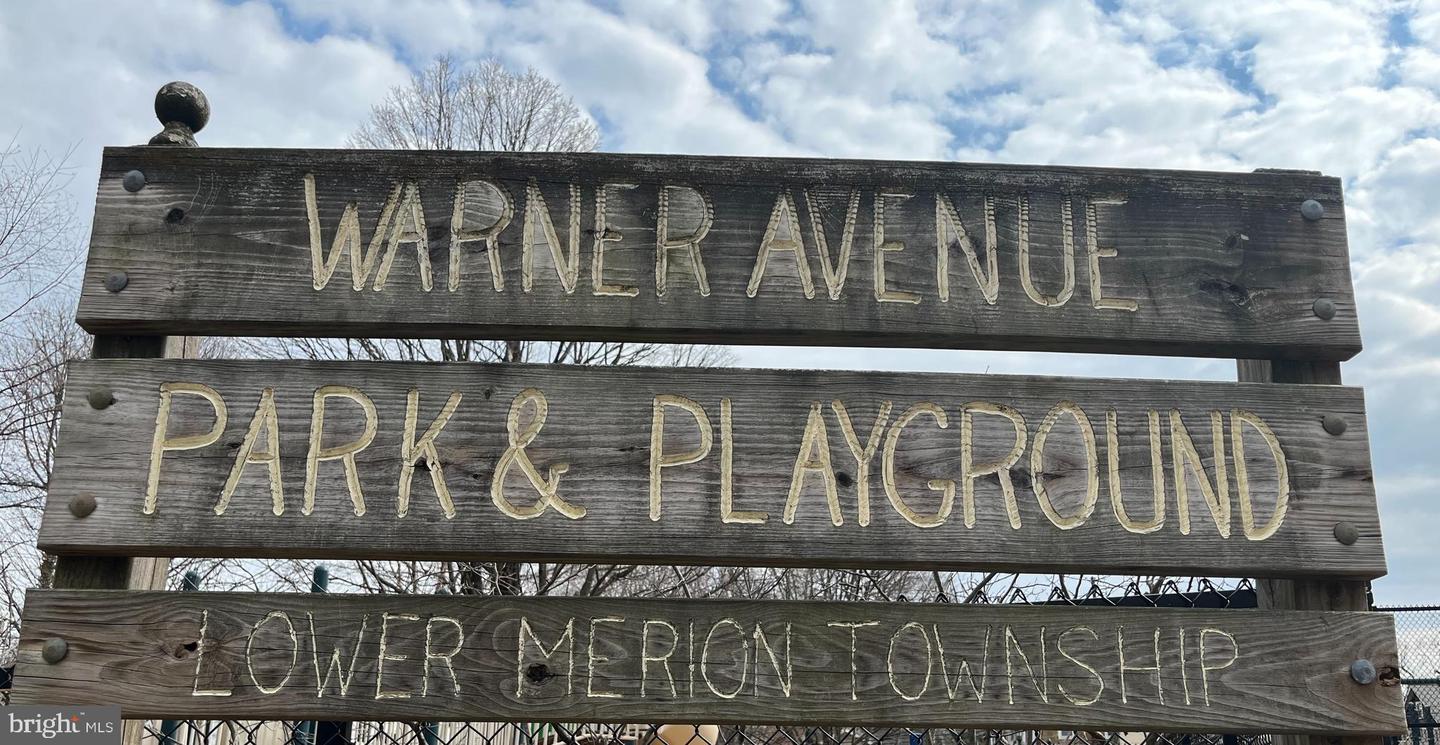 WARNER AVENUE
PARK & PLAYGROUND
LOWER MERION TOWNSHIP
bright MLS